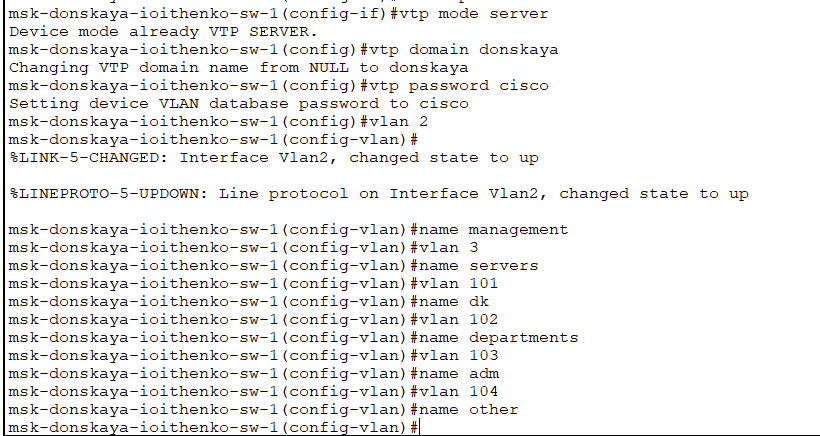 msk-donskaya-ioithenko-sw-1(config-if)#vtp mode server
Device mode already VTP SERVER.
msk-donskaya-ioithenko-sw-1(config)#vtp domain donskaya
Changing VTP domain name from NULL to donskaya
msk-donskaya-ioithenko-sw-1(config)#vtp password cisco
Setting device VLAN database password to cisco
msk-donskaya-ioithenko-sw-1(config)#vlan 2
msk-donskaya-ioithenko-sw-1(config-vlan)#
%LINK-5-CHANGED: Interface Vlan2, changed state to up
%LINEPROTO-5-UPDOWN: Line protocol on Interface Vlan2, changed state to up
msk-donskaya-ioithenko-sw-1(config-vlan)#name management
msk-donskaya-ioithenko-sw-1(config-vlan)#vlan 3
msk-donskaya-ioithenko-sw-1(config-vlan)#name servers
msk-donskaya-ioithenko-sw-1(config-vlan)#vlan 101
msk-donskaya-ioithenko-sw-1(config-vlan)#name dk
msk-donskaya-ioithenko-sw-1(config-vlan)#vlan 102
msk-donskaya-ioithenko-sw-1(config-vlan)#name departments
msk-donskaya-ioithenko-sw-1(config-vlan)#vlan 103
msk-donskaya-ioithenko-sw-1(config-vlan)#name adm
msk-donskaya-ioithenko-sw-1(config-vlan)#vlan 104
msk-donskaya-ioithenko-sw-1(config-vlan)#name other
msk-donskaya-ioithenko-sw-1(config-vlan)#